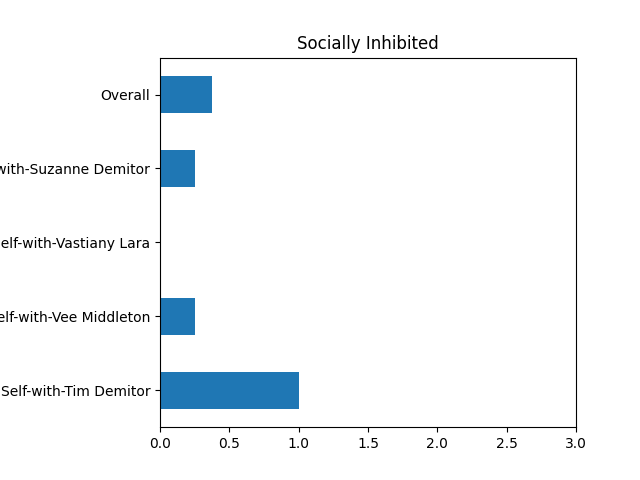 Socially Inhibited
Overall
with-Suzanne Demitor
elf-with-Vastiany Lara
elf-with-Vee Middleton
Self-with-Tim Demitor
0.0 0.5 1.0 1.5 2.0 2.5 3.0